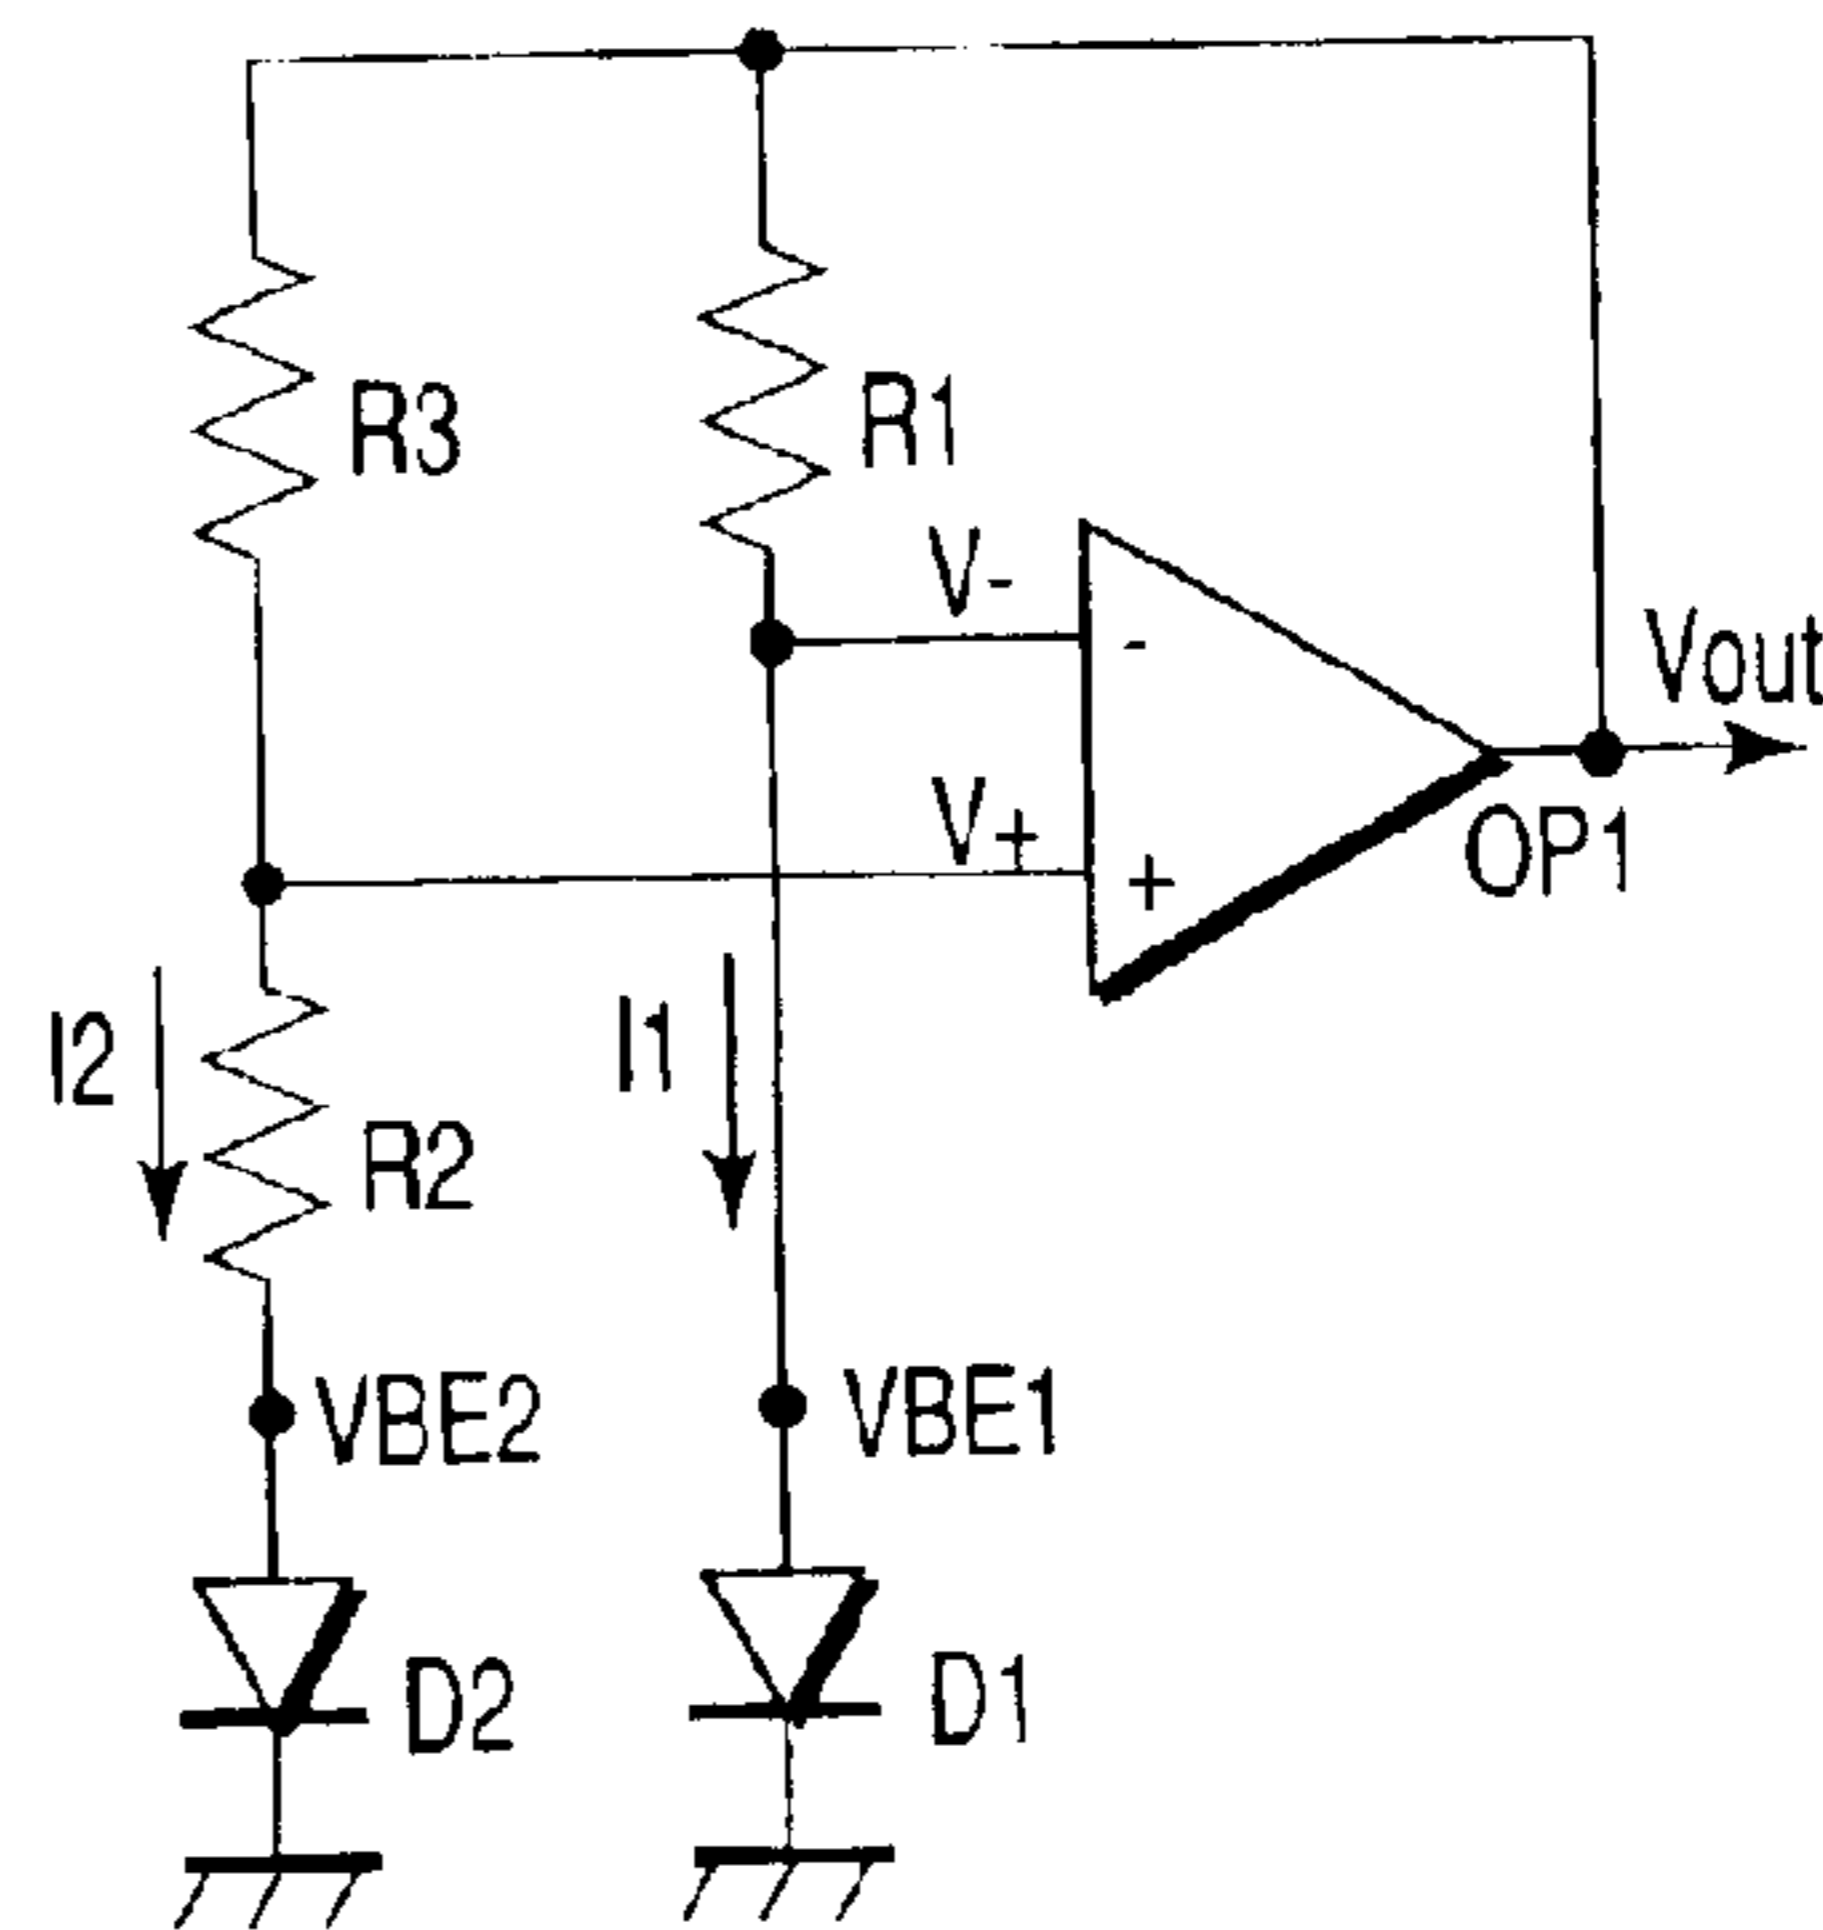 R3
R1
V-
-
Vout
V+
+
OP1
I2
I1
R2
VBE2
VBE1
D2
D1